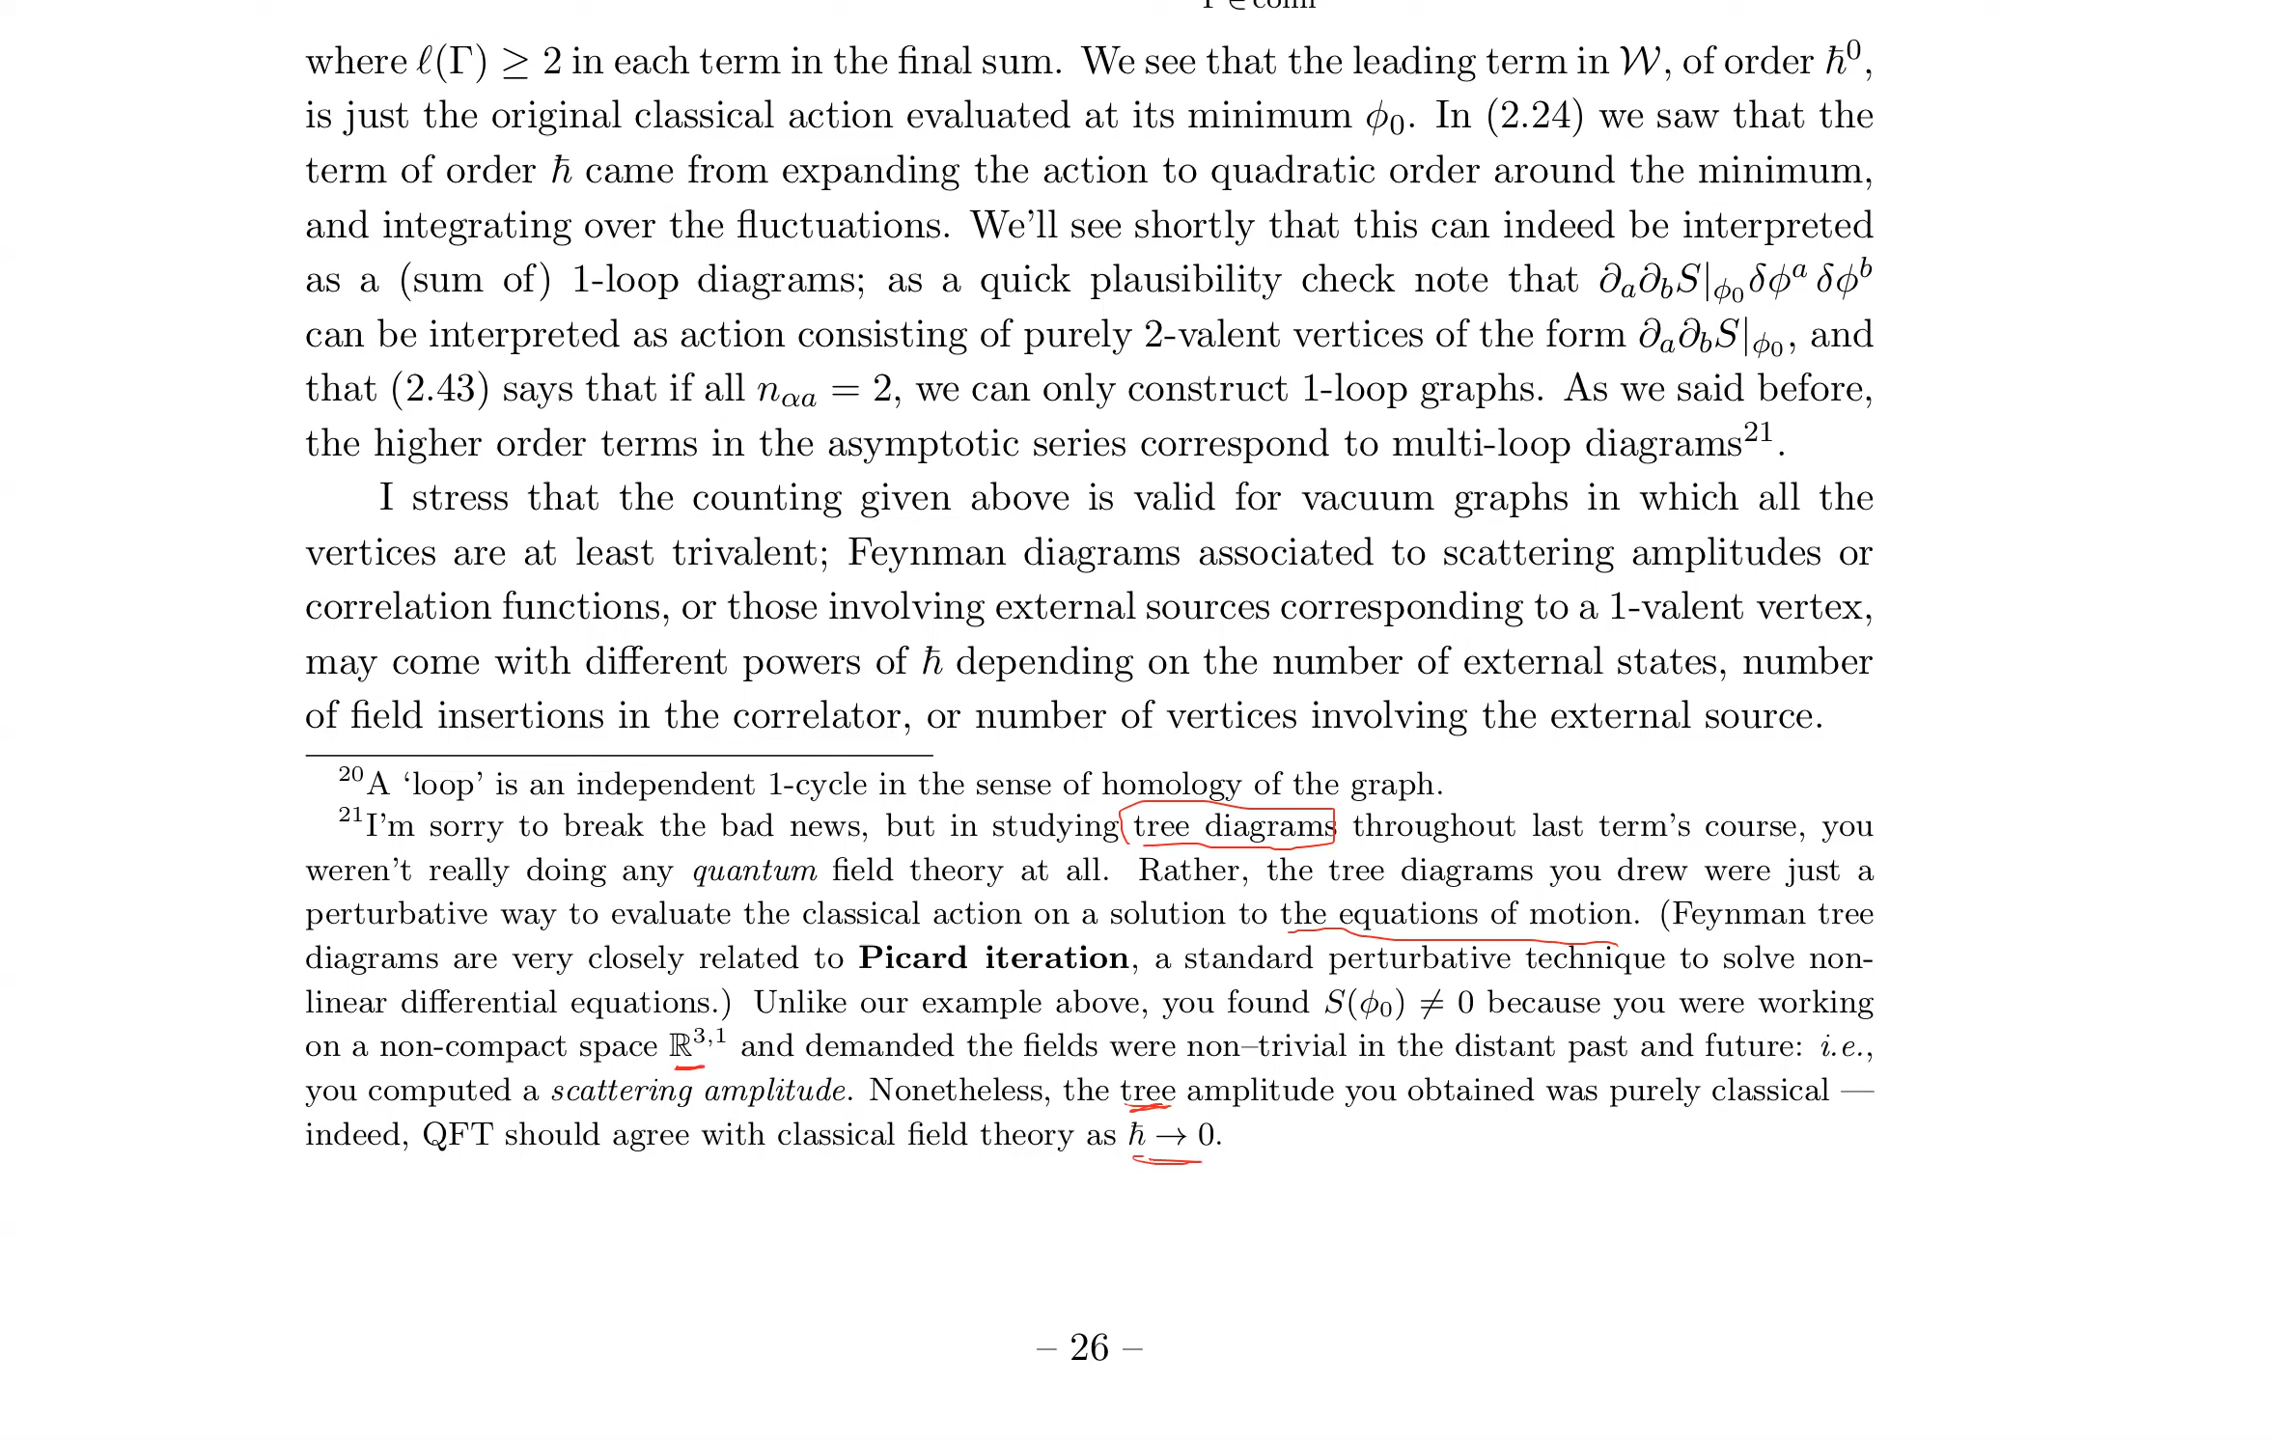 Γ ∈ conn
where ℓ(Γ) ≥ 2 in each term in the final sum. We see that the leading term in 𝒲, of order ℏ⁰,
is just the original classical action evaluated at its minimum ϕ₀. In (2.24) we saw that the
term of order ℏ came from expanding the action to quadratic order around the minimum,
and integrating over the fluctuations. We’ll see shortly that this can indeed be interpreted
as a (sum of) 1-loop diagrams; as a quick plausibility check note that ∂ₐ∂_bS|_ϕ₀δϕᵃ δϕᵇ
can be interpreted as action consisting of purely 2-valent vertices of the form ∂ₐ∂_bS|_ϕ₀, and
that (2.43) says that if all n_αa = 2, we can only construct 1-loop graphs. As we said before,
the higher order terms in the asymptotic series correspond to multi-loop diagrams²¹.
I stress that the counting given above is valid for vacuum graphs in which all the
vertices are at least trivalent; Feynman diagrams associated to scattering amplitudes or
correlation functions, or those involving external sources corresponding to a 1-valent vertex,
may come with different powers of ℏ depending on the number of external states, number
of field insertions in the correlator, or number of vertices involving the external source.
²⁰A ‘loop’ is an independent 1-cycle in the sense of homology of the graph.
²¹I’m sorry to break the bad news, but in studying tree diagrams throughout last term’s course, you
weren’t really doing any quantum field theory at all. Rather, the tree diagrams you drew were just a
perturbative way to evaluate the classical action on a solution to the equations of motion. (Feynman tree
diagrams are very closely related to Picard iteration, a standard perturbative technique to solve non-
linear differential equations.) Unlike our example above, you found S(ϕ₀) ≠ 0 because you were working
on a non-compact space ℝ³,¹ and demanded the fields were non–trivial in the distant past and future: i.e.,
you computed a scattering amplitude. Nonetheless, the tree amplitude you obtained was purely classical —
indeed, QFT should agree with classical field theory as ℏ → 0.
– 26 –